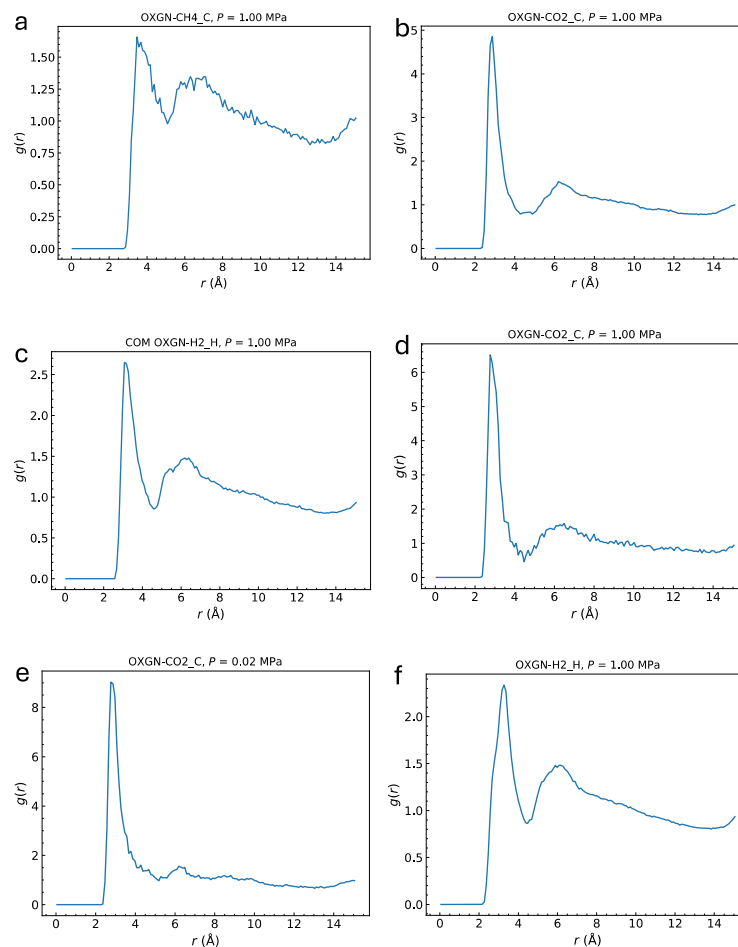 a
OXGN-CH4_C, P = 1.00 MPa
g(r)
1.50
1.25
1.00
0.75
0.50
0.25
0.00
0 2 4 6 8 10 12 14
r (Å)
b
OXGN-CO2_C, P = 1.00 MPa
g(r)
5
4
3
2
1
0
0 2 4 6 8 10 12 14
r (Å)
c
COM OXGN-H2_H, P = 1.00 MPa
g(r)
2.5
2.0
1.5
1.0
0.5
0.0
0 2 4 6 8 10 12 14
r (Å)
d
OXGN-CO2_C, P = 1.00 MPa
g(r)
6
5
4
3
2
1
0
0 2 4 6 8 10 12 14
r (Å)
e
OXGN-CO2_C, P = 0.02 MPa
g(r)
8
6
4
2
0
0 2 4 6 8 10 12 14
r (Å)
f
OXGN-H2_H, P = 1.00 MPa
g(r)
2.0
1.5
1.0
0.5
0.0
0 2 4 6 8 10 12 14
r (Å)